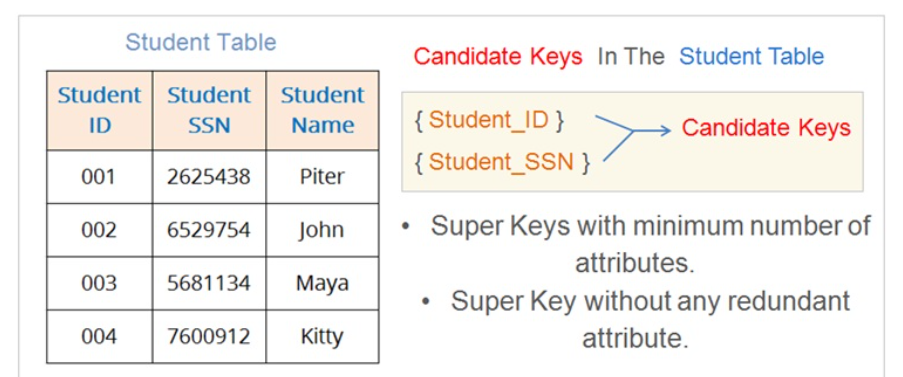 Student Table
Student ID Student SSN Student Name
001 2625438 Piter
002 6529754 John
003 5681134 Maya
004 7600912 Kitty
Candidate Keys In The Student Table
{ Student_ID }
{ Student_SSN }
Candidate Keys
• Super Keys with minimum number of
attributes.
• Super Key without any redundant
attribute.